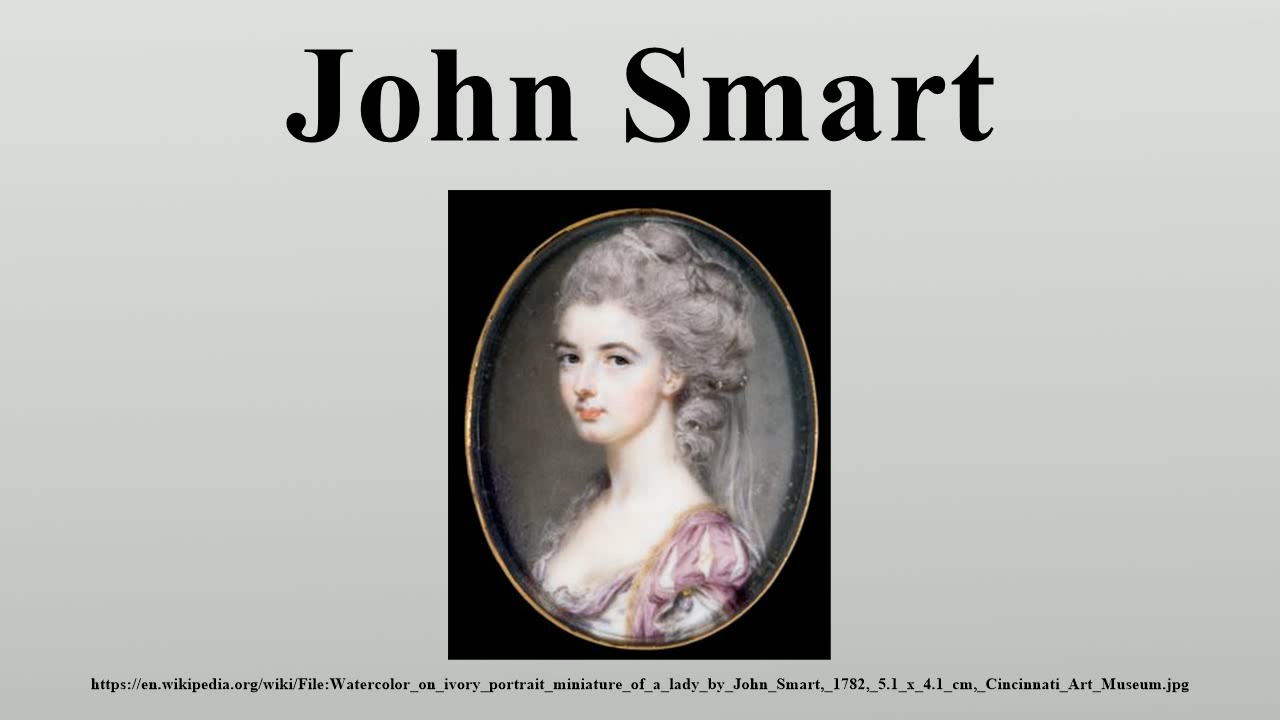 John Smart
https://en.wikipedia.org/wiki/File:Watercolor_on_ivory_portrait_miniature_of_a_lady_by_John_Smart,_1782,_5.1_x_4.1_cm,_Cincinnati_Art_Museum.jpg